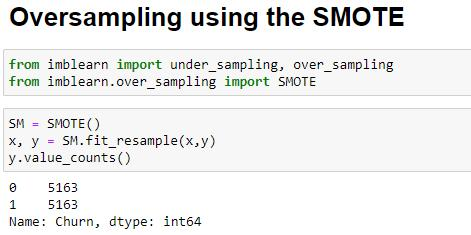 Oversampling using the SMOTE
from imblearn import under_sampling, over_sampling
from imblearn.over_sampling import SMOTE
SM = SMOTE()
x, y = SM.fit_resample(x,y)
y.value_counts()
0    5163
1    5163
Name: Churn, dtype: int64